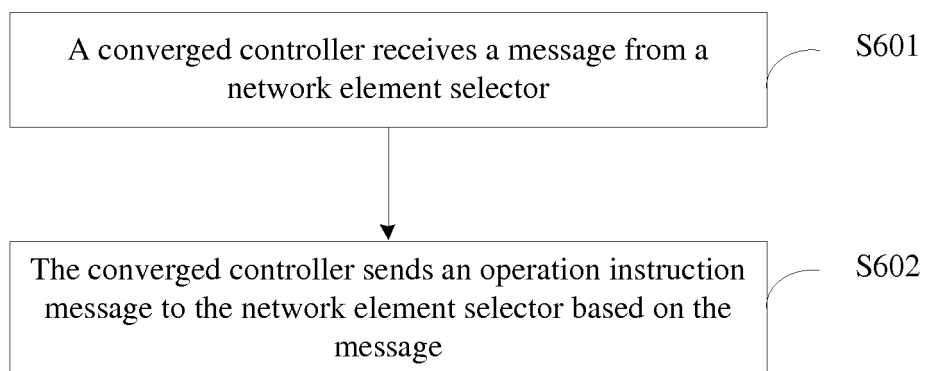 A converged controller receives a message from a
network element selector
S601
The converged controller sends an operation instruction
message to the network element selector based on the
message
S602